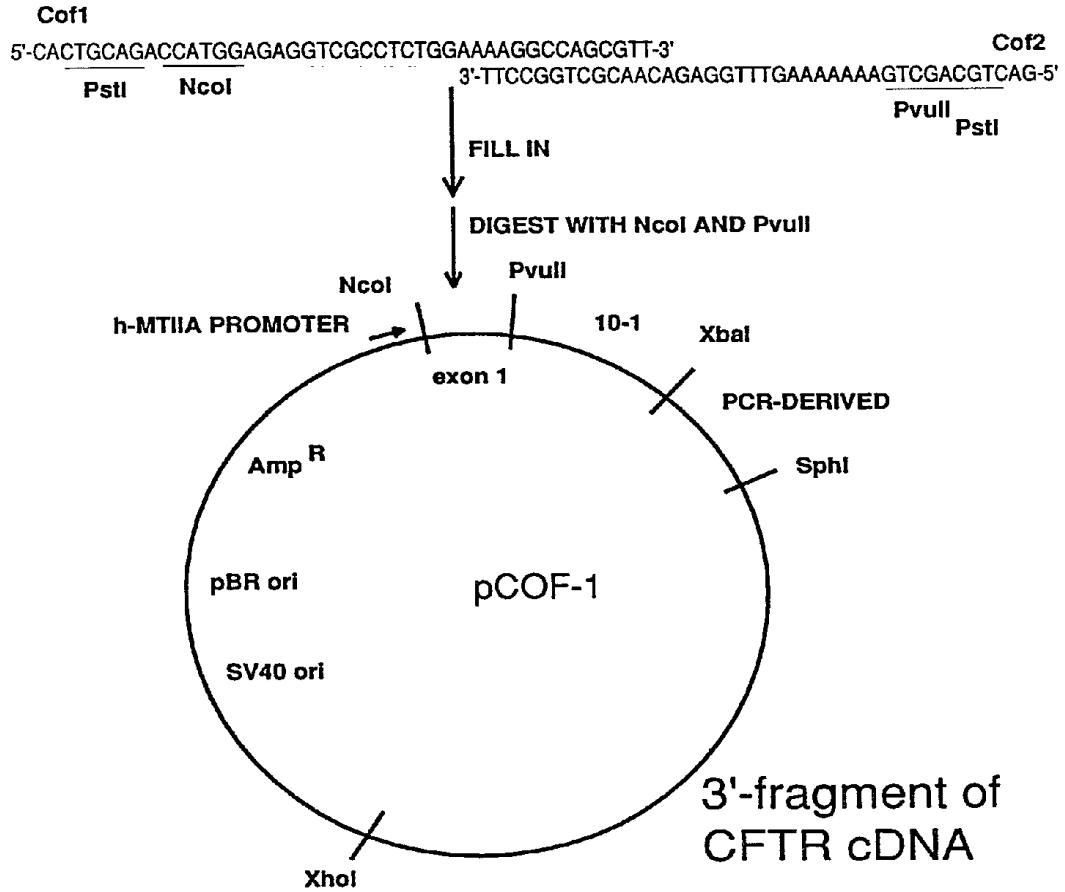 Cof1
5'-CACTGCAGACCATGGAGAGGTCGCCTCTGGAAAAGGCCAGCGTT-3'
Cof2
3'-TTCCGGTCGCAACAGAGGTTTGAAAAAAAGTCGACGTCAG-5'
PstI
NcoI
PvuII
PstI
FILL IN
DIGEST WITH NcoI AND PvuII
NcoI
PvuII
h-MTIIA PROMOTER
10-1
XbaI
exon 1
PCR-DERIVED
Amp R
SphI
pBR ori
pCOF-1
SV40 ori
3'-fragment of
CFTR cDNA
XhoI